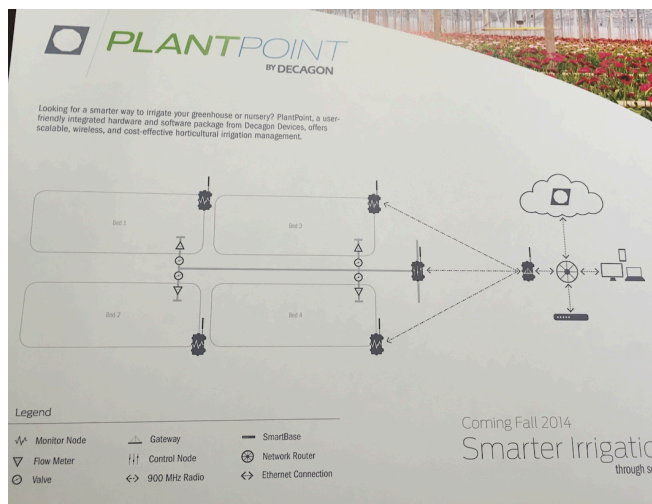 PLANTPOINT
BY DECAGON
Looking for a smarter way to irrigate your greenhouse or nursery? PlantPoint, a user-
friendly integrated hardware and software package from Decagon Devices, offers
scalable, wireless, and cost-effective horticultural irrigation management.
Bed 1
Bed 3
Bed 4
Legend
Monitor Node
Gateway
SmartBase
Flow Meter
Control Node
Network Router
Valve
900 MHz Radio
Ethernet Connection
Coming Fall 2014
Smarter
through